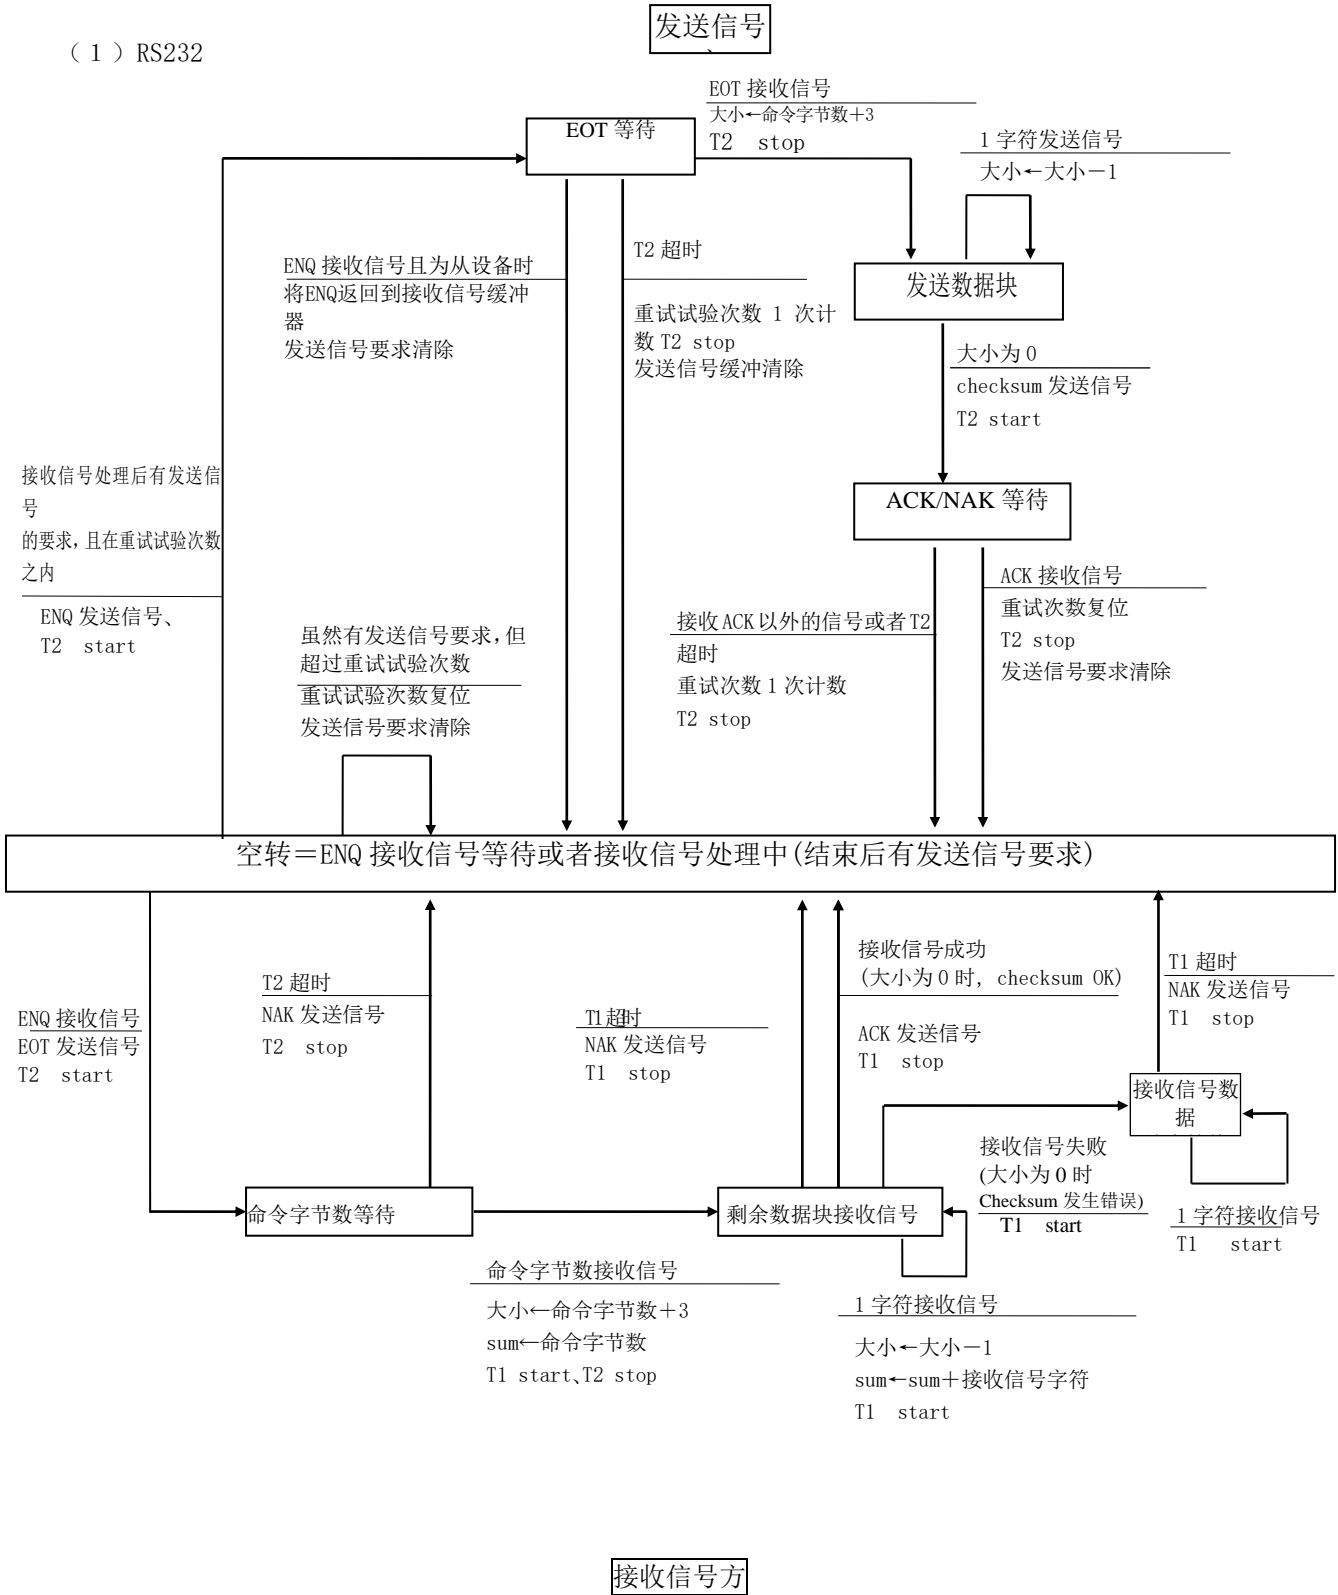 发送信号
、
（1）RS232
EOT 接收信号
大小←命令字节数＋3
T2 stop
EOT 等待
1 字符发送信号
大小←大小－1
ENQ 接收信号且为从设备时
将ENQ返回到接收信号缓冲
器
发送信号要求清除
T2 超时
重试试验次数 1 次计
数 T2 stop
发送信号缓冲清除
发送数据块
大小为 0
checksum 发送信号
T2 start
接收信号处理后有发送信
号
的要求，且在重试试验次数
之内
ENQ 发送信号、
T2 start
ACK/NAK 等待
虽然有发送信号要求，但
超过重试试验次数
重试试验次数复位
发送信号要求清除
接收 ACK 以外的信号或者 T2
超时
重试次数 1 次计数
T2 stop
ACK 接收信号
重试次数复位
T2 stop
发送信号要求清除
空转＝ENQ 接收信号等待或者接收信号处理中(结束后有发送信号要求)
ENQ 接收信号
EOT 发送信号
T2 start
T2 超时
NAK 发送信号
T2 stop
T1超时
NAK 发送信号
T1 stop
接收信号成功
(大小为 0 时, checksum OK)
ACK 发送信号
T1 stop
T1 超时
NAK 发送信号
T1 stop
接收信号数
据
接收信号失败
(大小为 0 时
Checksum 发生错误)
T1 start
命令字节数等待
剩余数据块接收信号
1 字符接收信号
T1 start
命令字节数接收信号
大小←命令字节数＋3
sum←命令字节数
T1 start、T2 stop
1 字符接收信号
大小←大小－1
sum←sum＋接收信号字符
T1 start
接收信号方